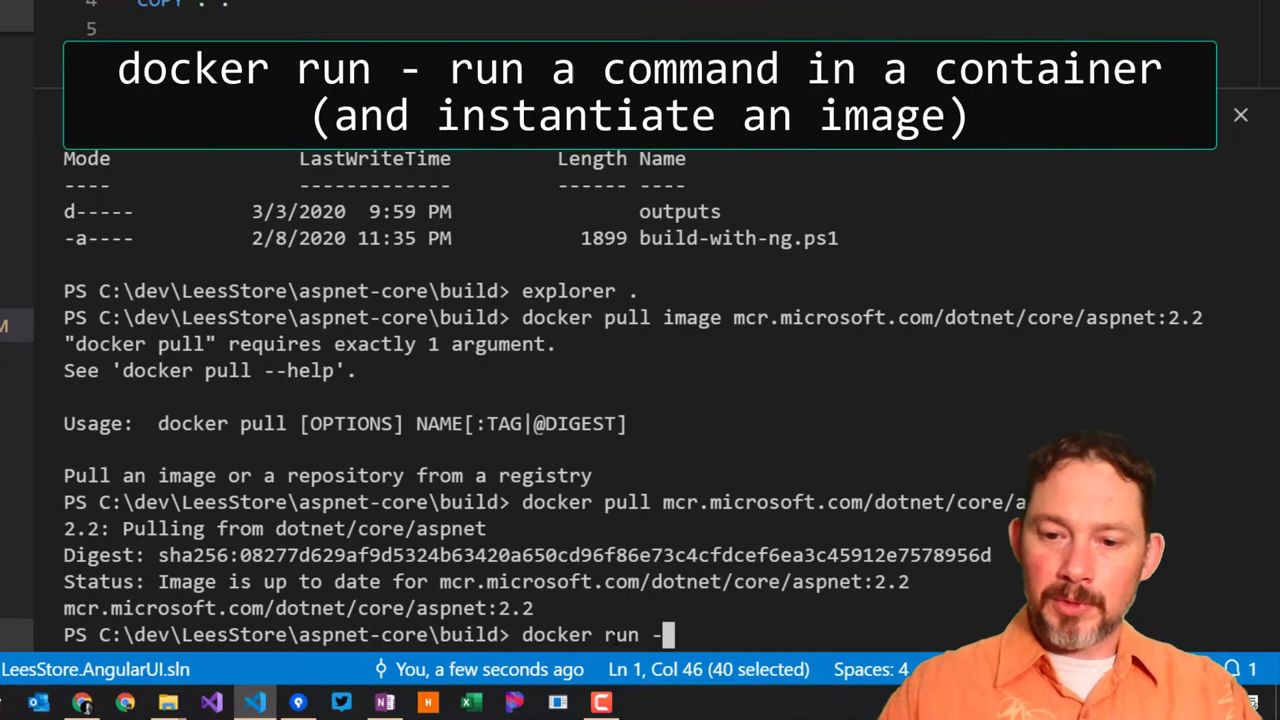 4 COPY . .
5
docker run - run a command in a container
(and instantiate an image)
Mode LastWriteTime Length Name
---- ------------- ------ ----
d----- 3/3/2020 9:59 PM outputs
-a---- 2/8/2020 11:35 PM 1899 build-with-ng.ps1
PS C:\dev\LeesStore\aspnet-core\build> explorer .
PS C:\dev\LeesStore\aspnet-core\build> docker pull image mcr.microsoft.com/dotnet/core/aspnet:2.2
"docker pull" requires exactly 1 argument.
See 'docker pull --help'.
Usage: docker pull [OPTIONS] NAME[:TAG|@DIGEST]
Pull an image or a repository from a registry
PS C:\dev\LeesStore\aspnet-core\build> docker pull mcr.microsoft.com/dotnet/core/a
2.2: Pulling from dotnet/core/aspnet
Digest: sha256:08277d629af9d5324b63420a650cd96f86e73c4cfdcef6ea3c45912e7578956d
Status: Image is up to date for mcr.microsoft.com/dotnet/core/aspnet:2.2
mcr.microsoft.com/dotnet/core/aspnet:2.2
PS C:\dev\LeesStore\aspnet-core\build> docker run -
M
LeesStore.AngularUI.sln You, a few seconds ago Ln 1, Col 46 (40 selected) Spaces: 4 1